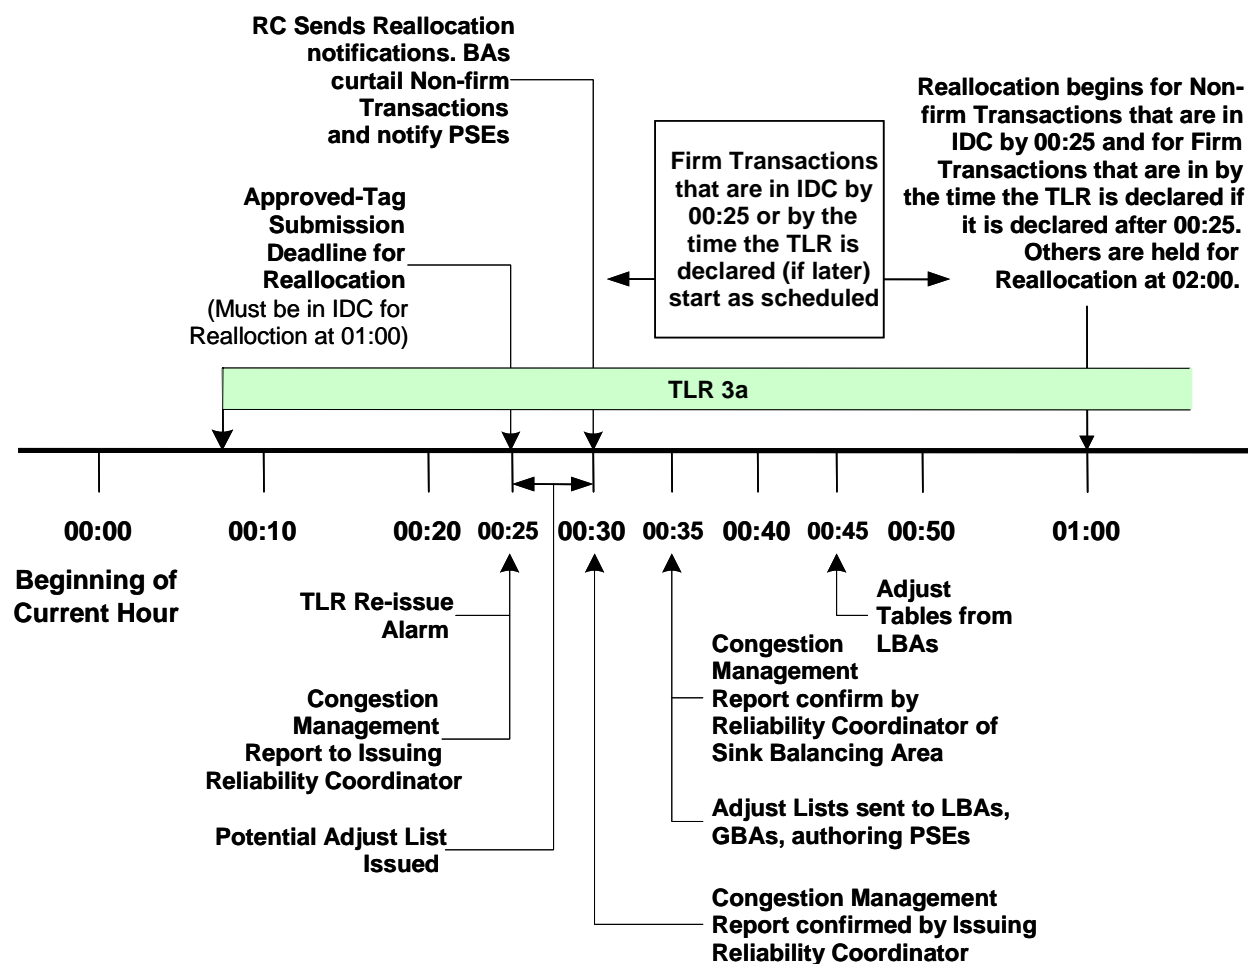 RC Sends Reallocation
notifications. BAs
curtail Non-firm
Transactions
and notify PSEs
Approved-Tag
Submission
Deadline for
Reallocation
(Must be in IDC for
Realloction at 01:00)
Firm Transactions
that are in IDC by
00:25 or by the
time the TLR is
declared (if later)
start as scheduled
Reallocation begins for Non-
firm Transactions that are in
IDC by 00:25 and for Firm
Transactions that are in by
the time the TLR is declared if
it is declared after 00:25.
Others are held for
Reallocation at 02:00.
TLR 3a
00:00 00:10 00:20 00:25 00:30 00:35 00:40 00:45 00:50 01:00
Beginning of
Current Hour
TLR Re-issue
Alarm
Congestion
Management
Report to Issuing
Reliability Coordinator
Potential Adjust List
Issued
Adjust
Tables from
LBAs
Congestion
Management
Report confirm by
Reliability Coordinator of
Sink Balancing Area
Adjust Lists sent to LBAs,
GBAs, authoring PSEs
Congestion Management
Report confirmed by Issuing
Reliability Coordinator